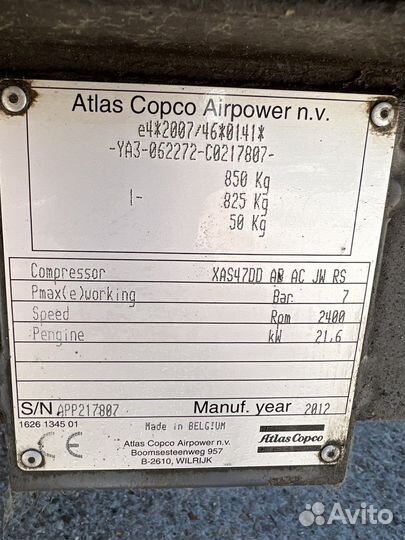 Atlas Copco Airpower n.v.
e4*2007/46*0141*
-YA3-062272-C0217807-
850 Kg
1- 825 Kg
50 Kg
Compressor XAS47DD AB AC JW RS
Pmax(e)working Bar 7
Speed Rpm 2400
Pengine kW 21,6
S/N APP217807 Manuf. year 2012
1626 1345 01 Made in BELGIUM
CE
Atlas Copco Airpower n.v.
Boomsesteenweg 957
B-2610, WILRIJK
Atlas Copco
Avito